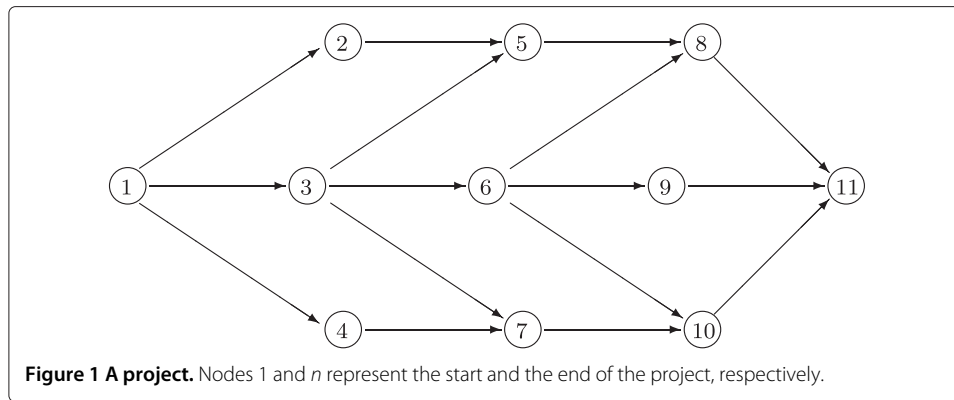 2 5 8
1 3 6 9 11
4 7 10
Figure 1 A project. Nodes 1 and n represent the start and the end of the project, respectively.